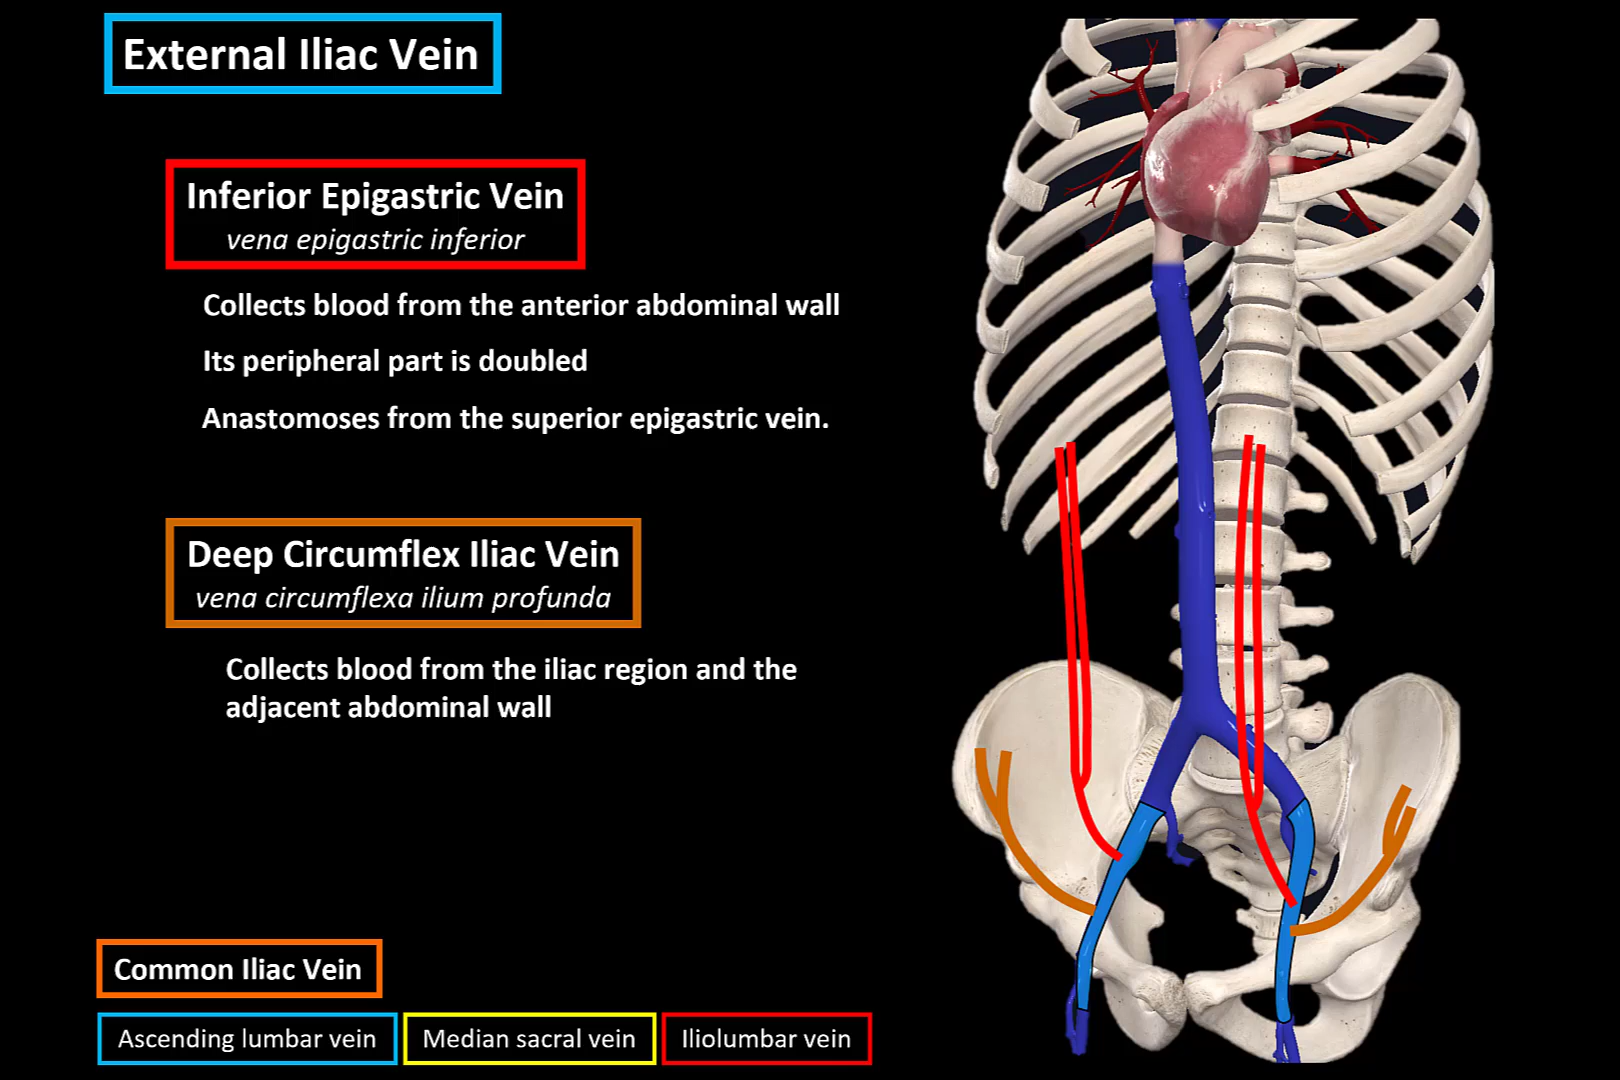 External Iliac Vein
Inferior Epigastric Vein
vena epigastric inferior
Collects blood from the anterior abdominal wall
Its peripheral part is doubled
Anastomoses from the superior epigastric vein.
Deep Circumflex Iliac Vein
vena circumflexa ilium profunda
Collects blood from the iliac region and the
adjacent abdominal wall
Common Iliac Vein
Ascending lumbar vein
Median sacral vein
Iliolumbar vein